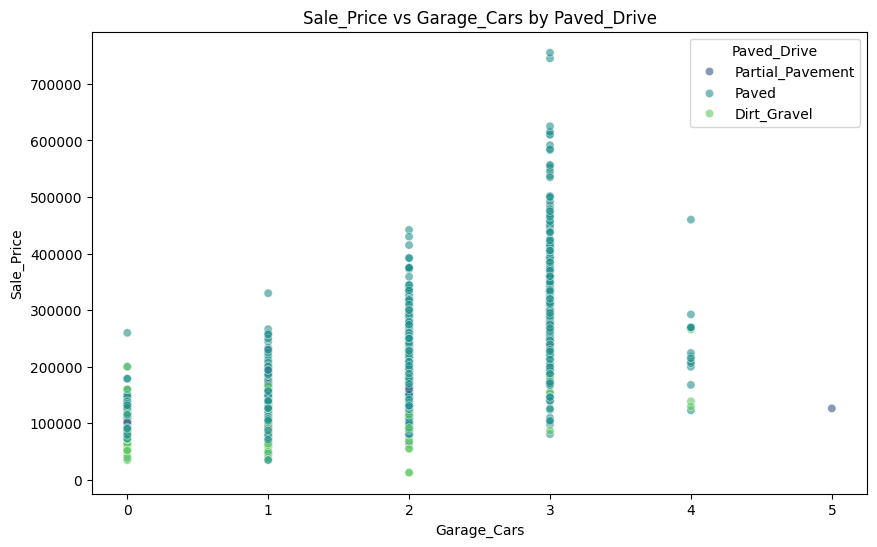 Sale_Price vs Garage_Cars by Paved_Drive
Paved_Drive
Partial_Pavement
Paved
Dirt_Gravel
Sale_Price
700000
600000
500000
400000
300000
200000
100000
0
0 1 2 3 4 5
Garage_Cars